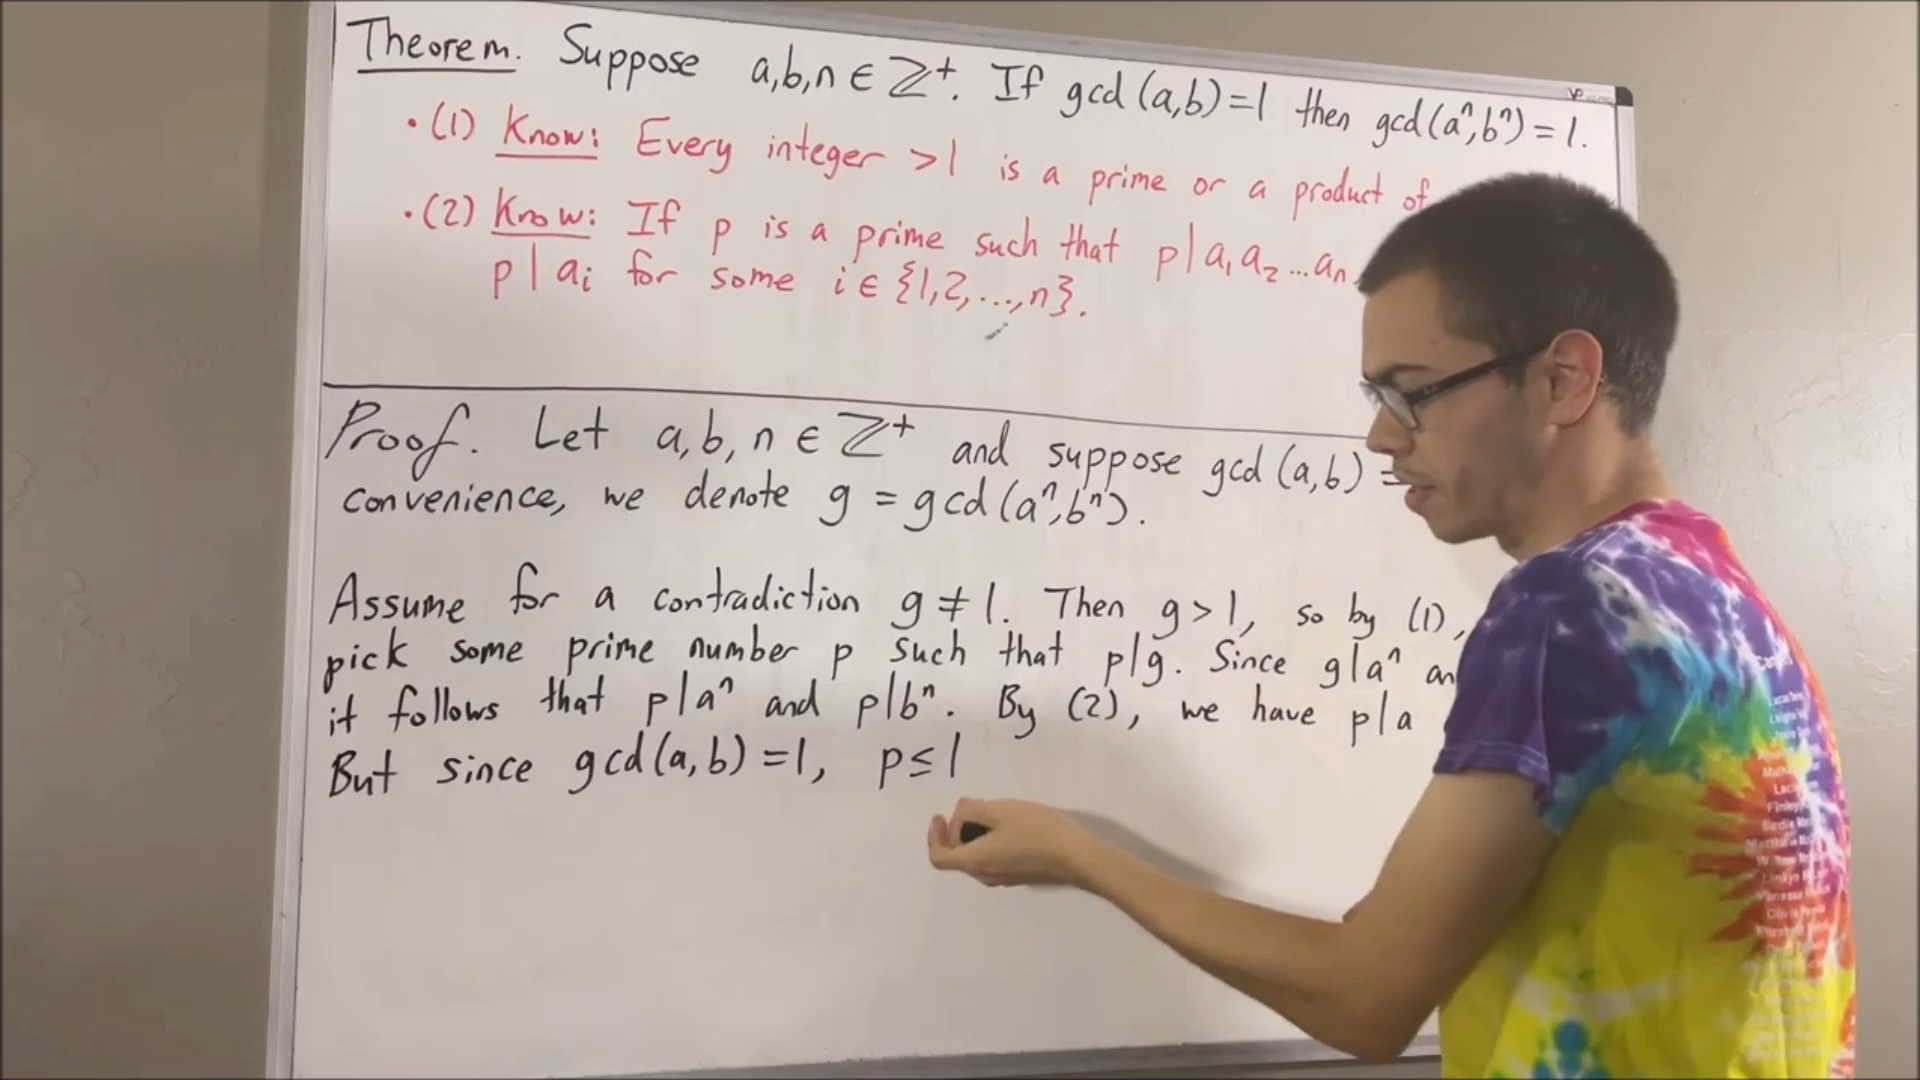 Theorem. Suppose a,b,n ∈ ℤ⁺. If gcd(a,b)=1 then gcd(aⁿ,bⁿ)=1.
• (1) Know: Every integer >1 is a prime or a product of
• (2) Know: If p is a prime such that p|a₁a₂...aₙ
p|aᵢ for some i ∈ {1,2,...,n}.
Proof. Let a,b,n ∈ ℤ⁺ and suppose gcd(a,b) =
convenience, we denote g = gcd(aⁿ,bⁿ).
Assume for a contradiction g ≠ 1. Then g > 1, so by (1),
pick some prime number p such that p|g. Since g|aⁿ
it follows that p|aⁿ and p|bⁿ. By (2), we have p|a
But since gcd(a,b)=1, p ≤ 1